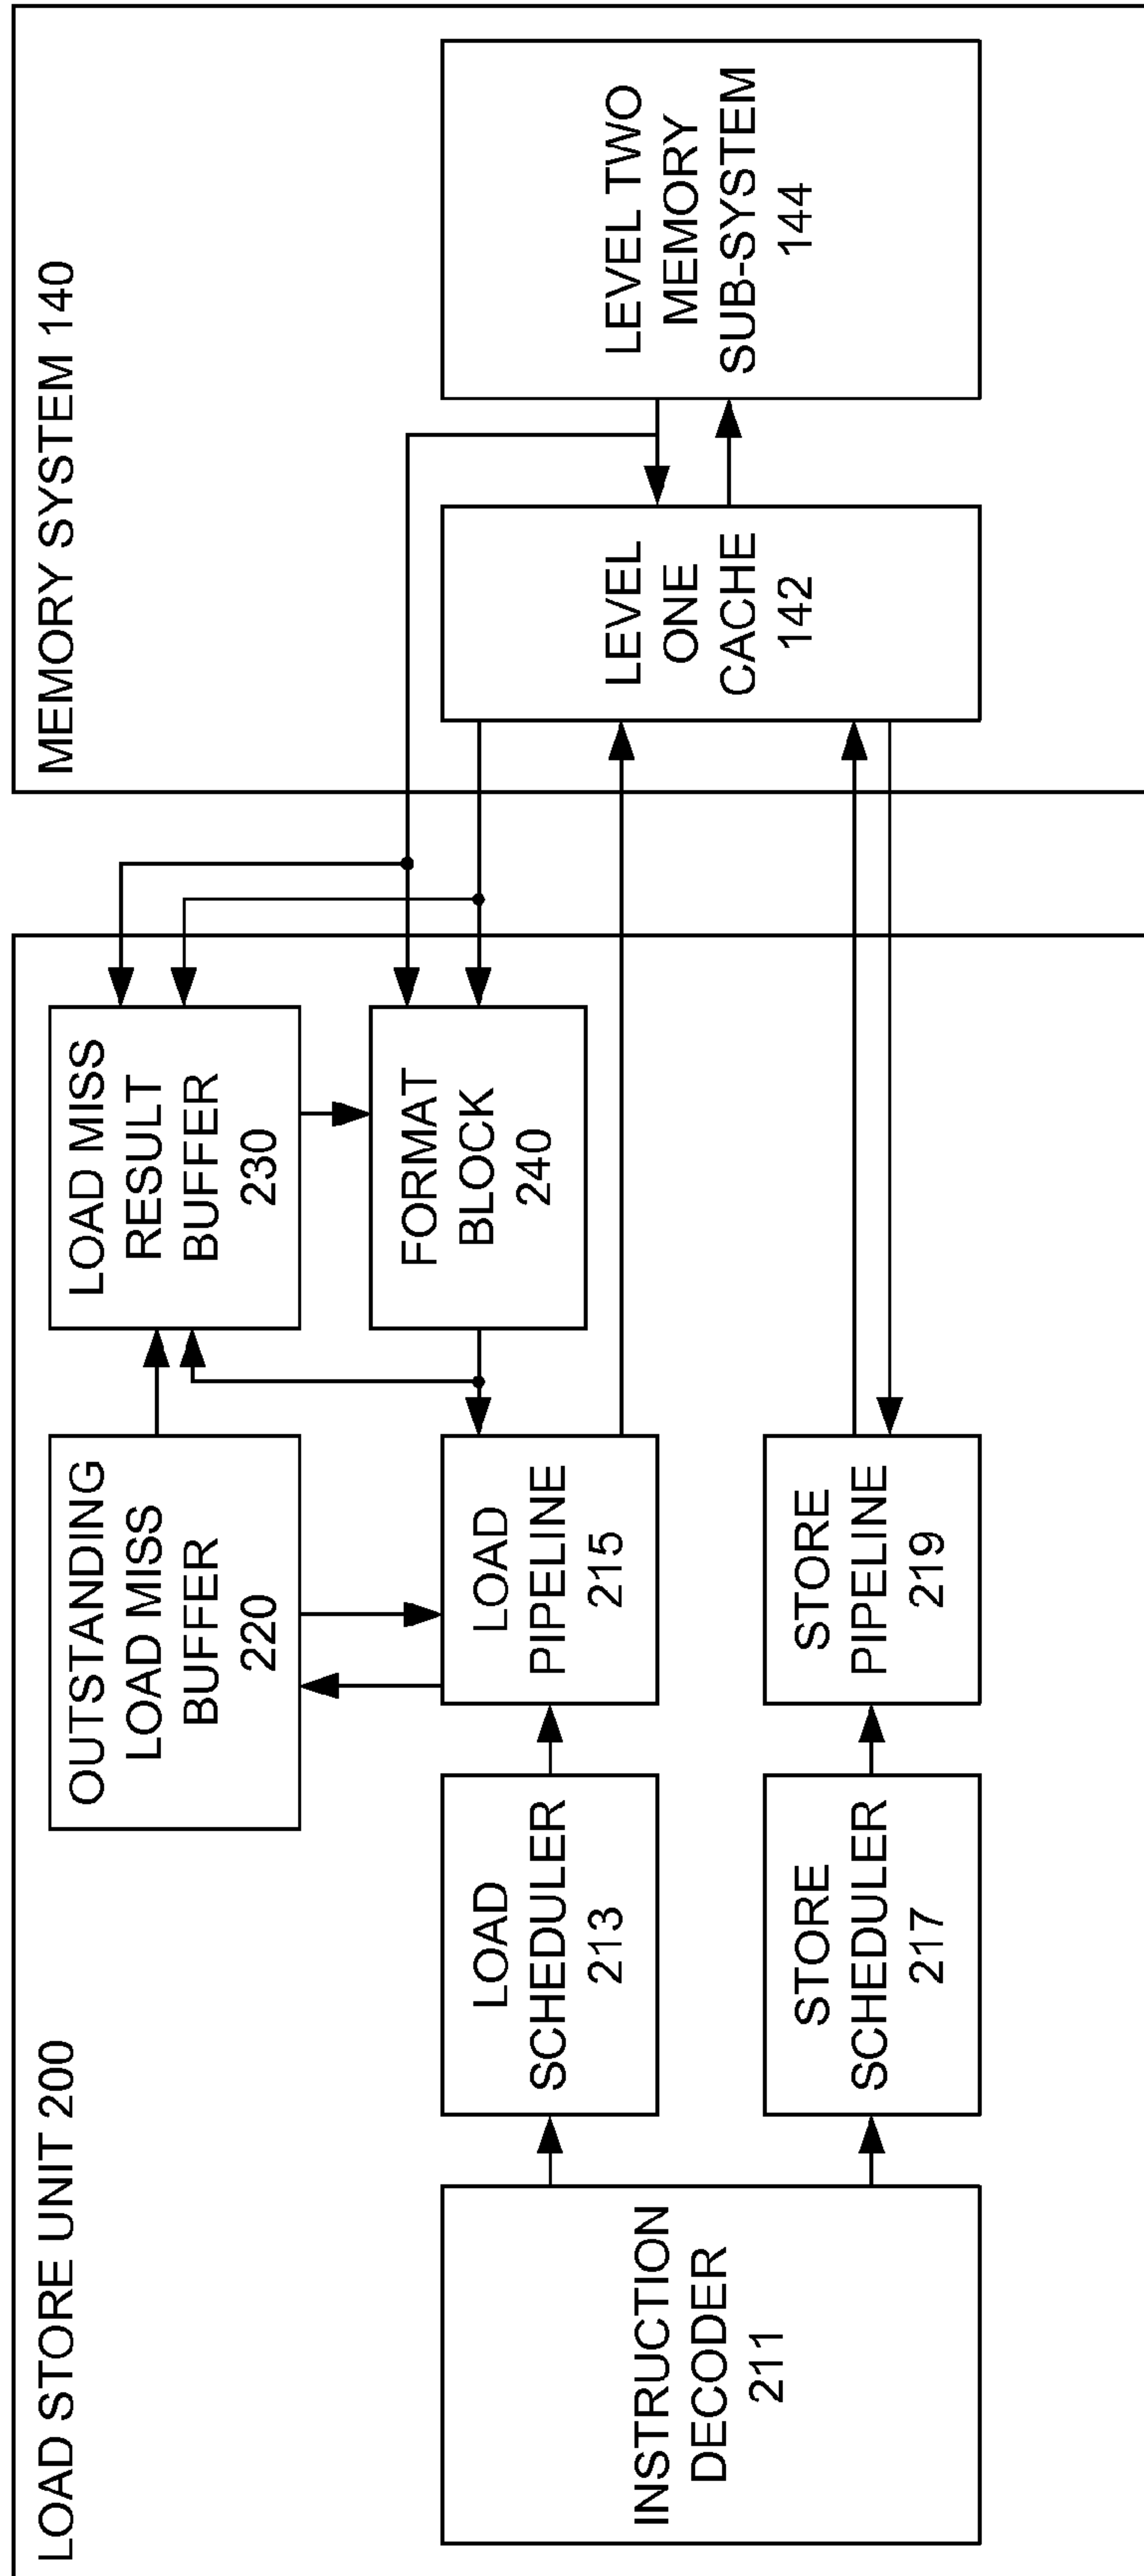 LOAD STORE UNIT 200
MEMORY SYSTEM 140
OUTSTANDING
LOAD MISS
BUFFER
220
LOAD MISS
RESULT
BUFFER
230
FORMAT
BLOCK
240
INSTRUCTION
DECODER
211
LOAD
SCHEDULER
213
LOAD
PIPELINE
215
STORE
SCHEDULER
217
STORE
PIPELINE
219
LEVEL
ONE
CACHE
142
LEVEL TWO
MEMORY
SUB-SYSTEM
144